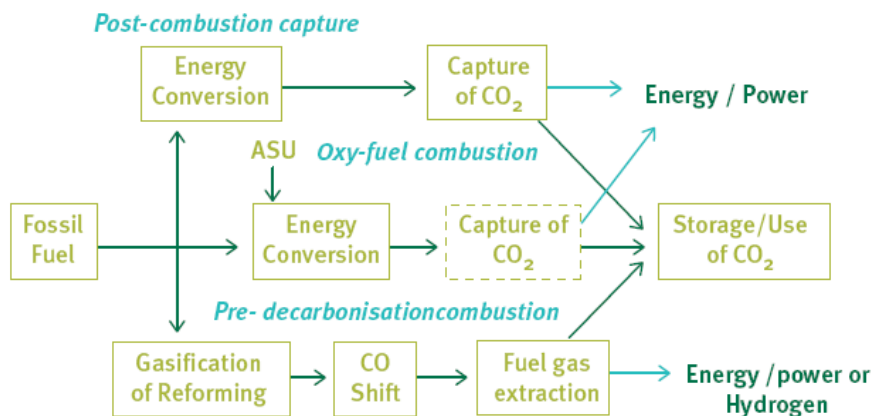 Post-combustion capture
Energy
Conversion
Capture
of CO₂
Energy / Power
ASU
Oxy-fuel combustion
Fossil
Fuel
Energy
Conversion
Capture of
CO₂
Storage/Use
of CO₂
Pre- decarbonisationcombustion
Gasification
of Reforming
CO
Shift
Fuel gas
extraction
Energy /power or
Hydrogen